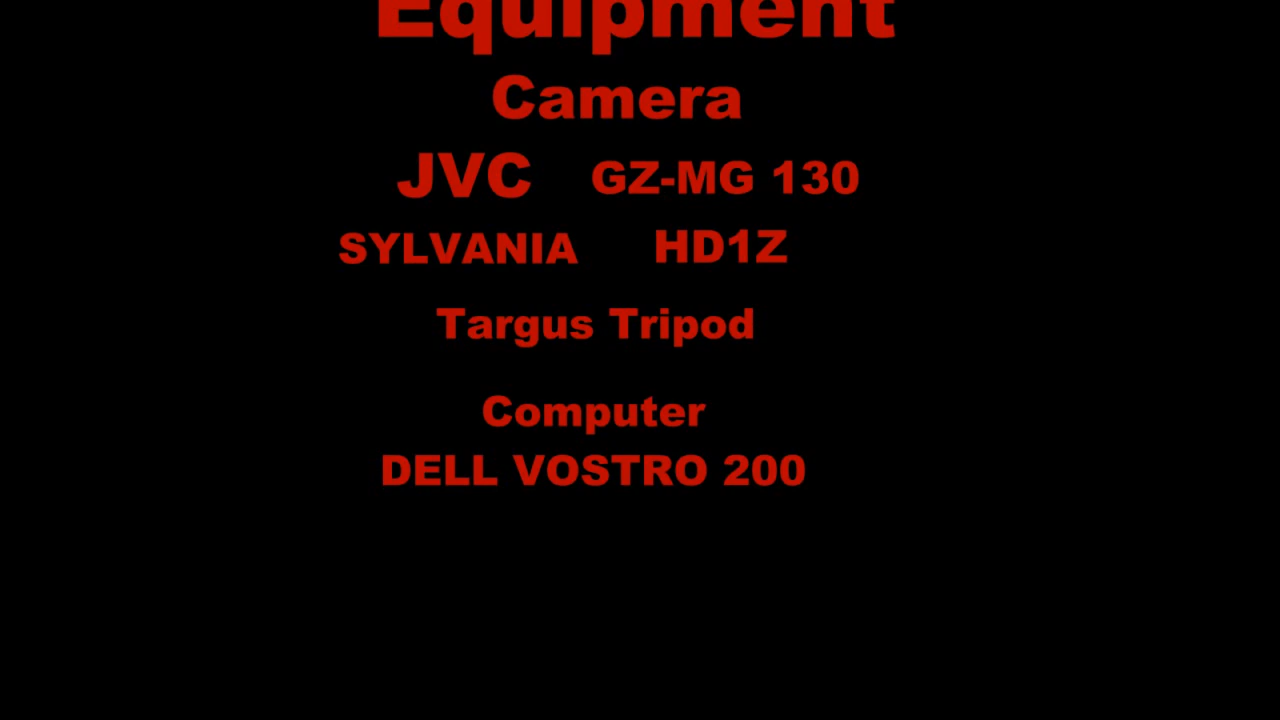 Equipment
Camera
JVC GZ-MG 130
SYLVANIA HD1Z
Targus Tripod
Computer
DELL VOSTRO 200